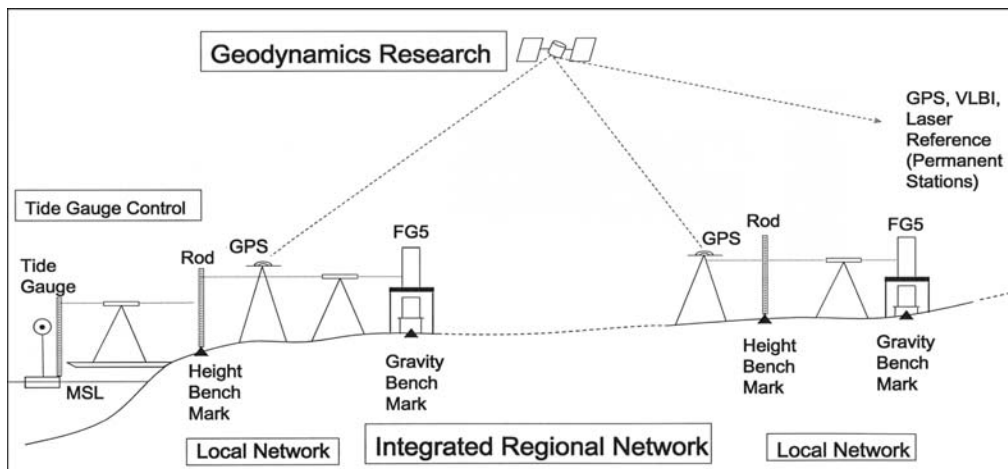 Geodynamics Research
GPS, VLBI,
Laser
Reference
(Permanent
Stations)
Tide Gauge Control
Tide
Gauge
Rod
GPS
FG5
GPS
Rod
FG5
MSL
Height
Bench
Mark
Gravity
Bench
Mark
Height
Bench
Mark
Gravity
Bench
Mark
Local Network
Integrated Regional Network
Local Network